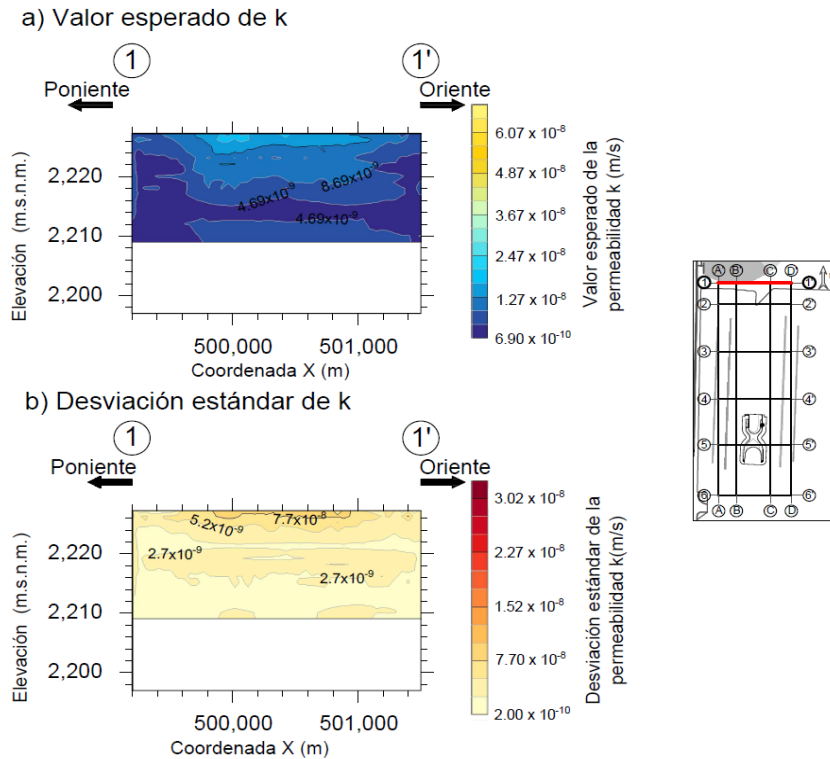 a) Valor esperado de k
1
1'
Poniente
Oriente
Elevación (m.s.n.m.)
2,220
2,210
2,200
8.69x10⁻⁹
4.69x10⁻⁹
4.69x10⁻⁹
500,000
501,000
Coordenada X (m)
6.07 x 10⁻⁸
4.87 x 10⁻⁸
3.67 x 10⁻⁸
2.47 x 10⁻⁸
1.27 x 10⁻⁸
6.90 x 10⁻¹⁰
Valor esperado de la
permeabilidad k (m/s)
b) Desviación estándar de k
1
1'
Poniente
Oriente
Elevación (m.s.n.m.)
2,220
2,210
2,200
5.2x10⁻⁹
7.7x10⁻⁸
2.7x10⁻⁹
2.7x10⁻⁹
500,000
501,000
Coordenada X (m)
3.02 x 10⁻⁸
2.27 x 10⁻⁸
1.52 x 10⁻⁸
7.70 x 10⁻⁸
2.00 x 10⁻¹⁰
Desviación estándar de la
permeabilidad k(m/s)
A' B' C' D'
1 1'
2 2'
3 3'
4 4'
5 5'
6 6'
A B C D